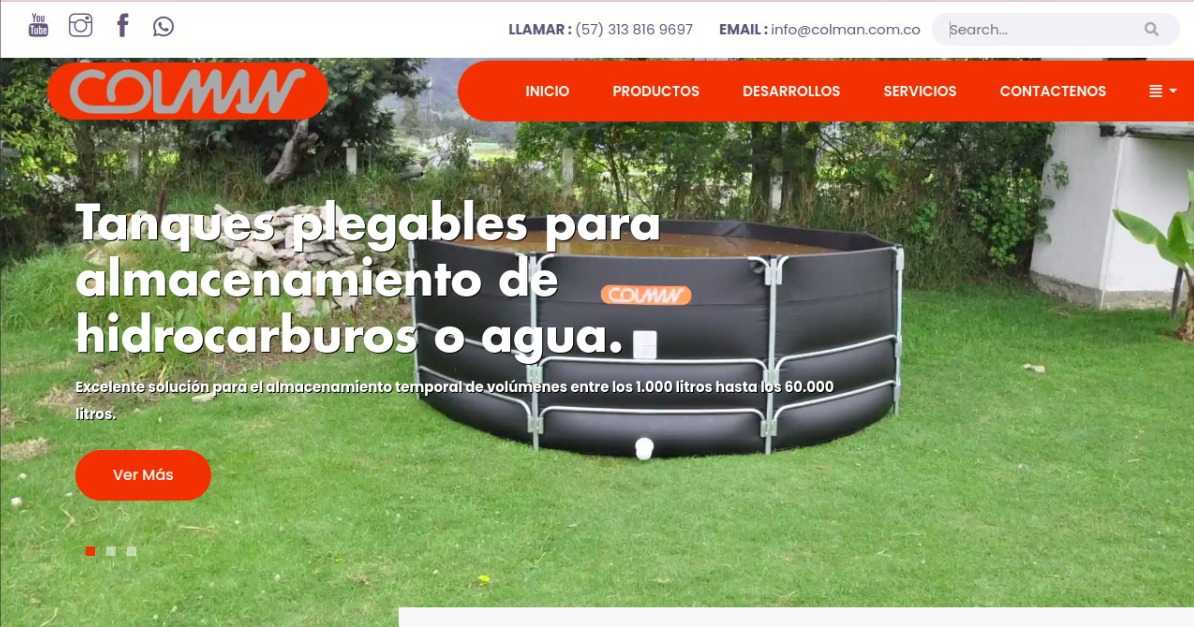 You
Tube
LLAMAR : (57) 313 816 9697
EMAIL : info@colman.com.co
Search...
COLMAN
INICIO
PRODUCTOS
DESARROLLOS
SERVICIOS
CONTACTENOS
Tanques plegables para
almacenamiento de
hidrocarburos o agua.
COLMAN
Excelente solución para el almacenamiento temporal de volúmenes entre los 1.000 litros hasta los 60.000
litros.
Ver Más